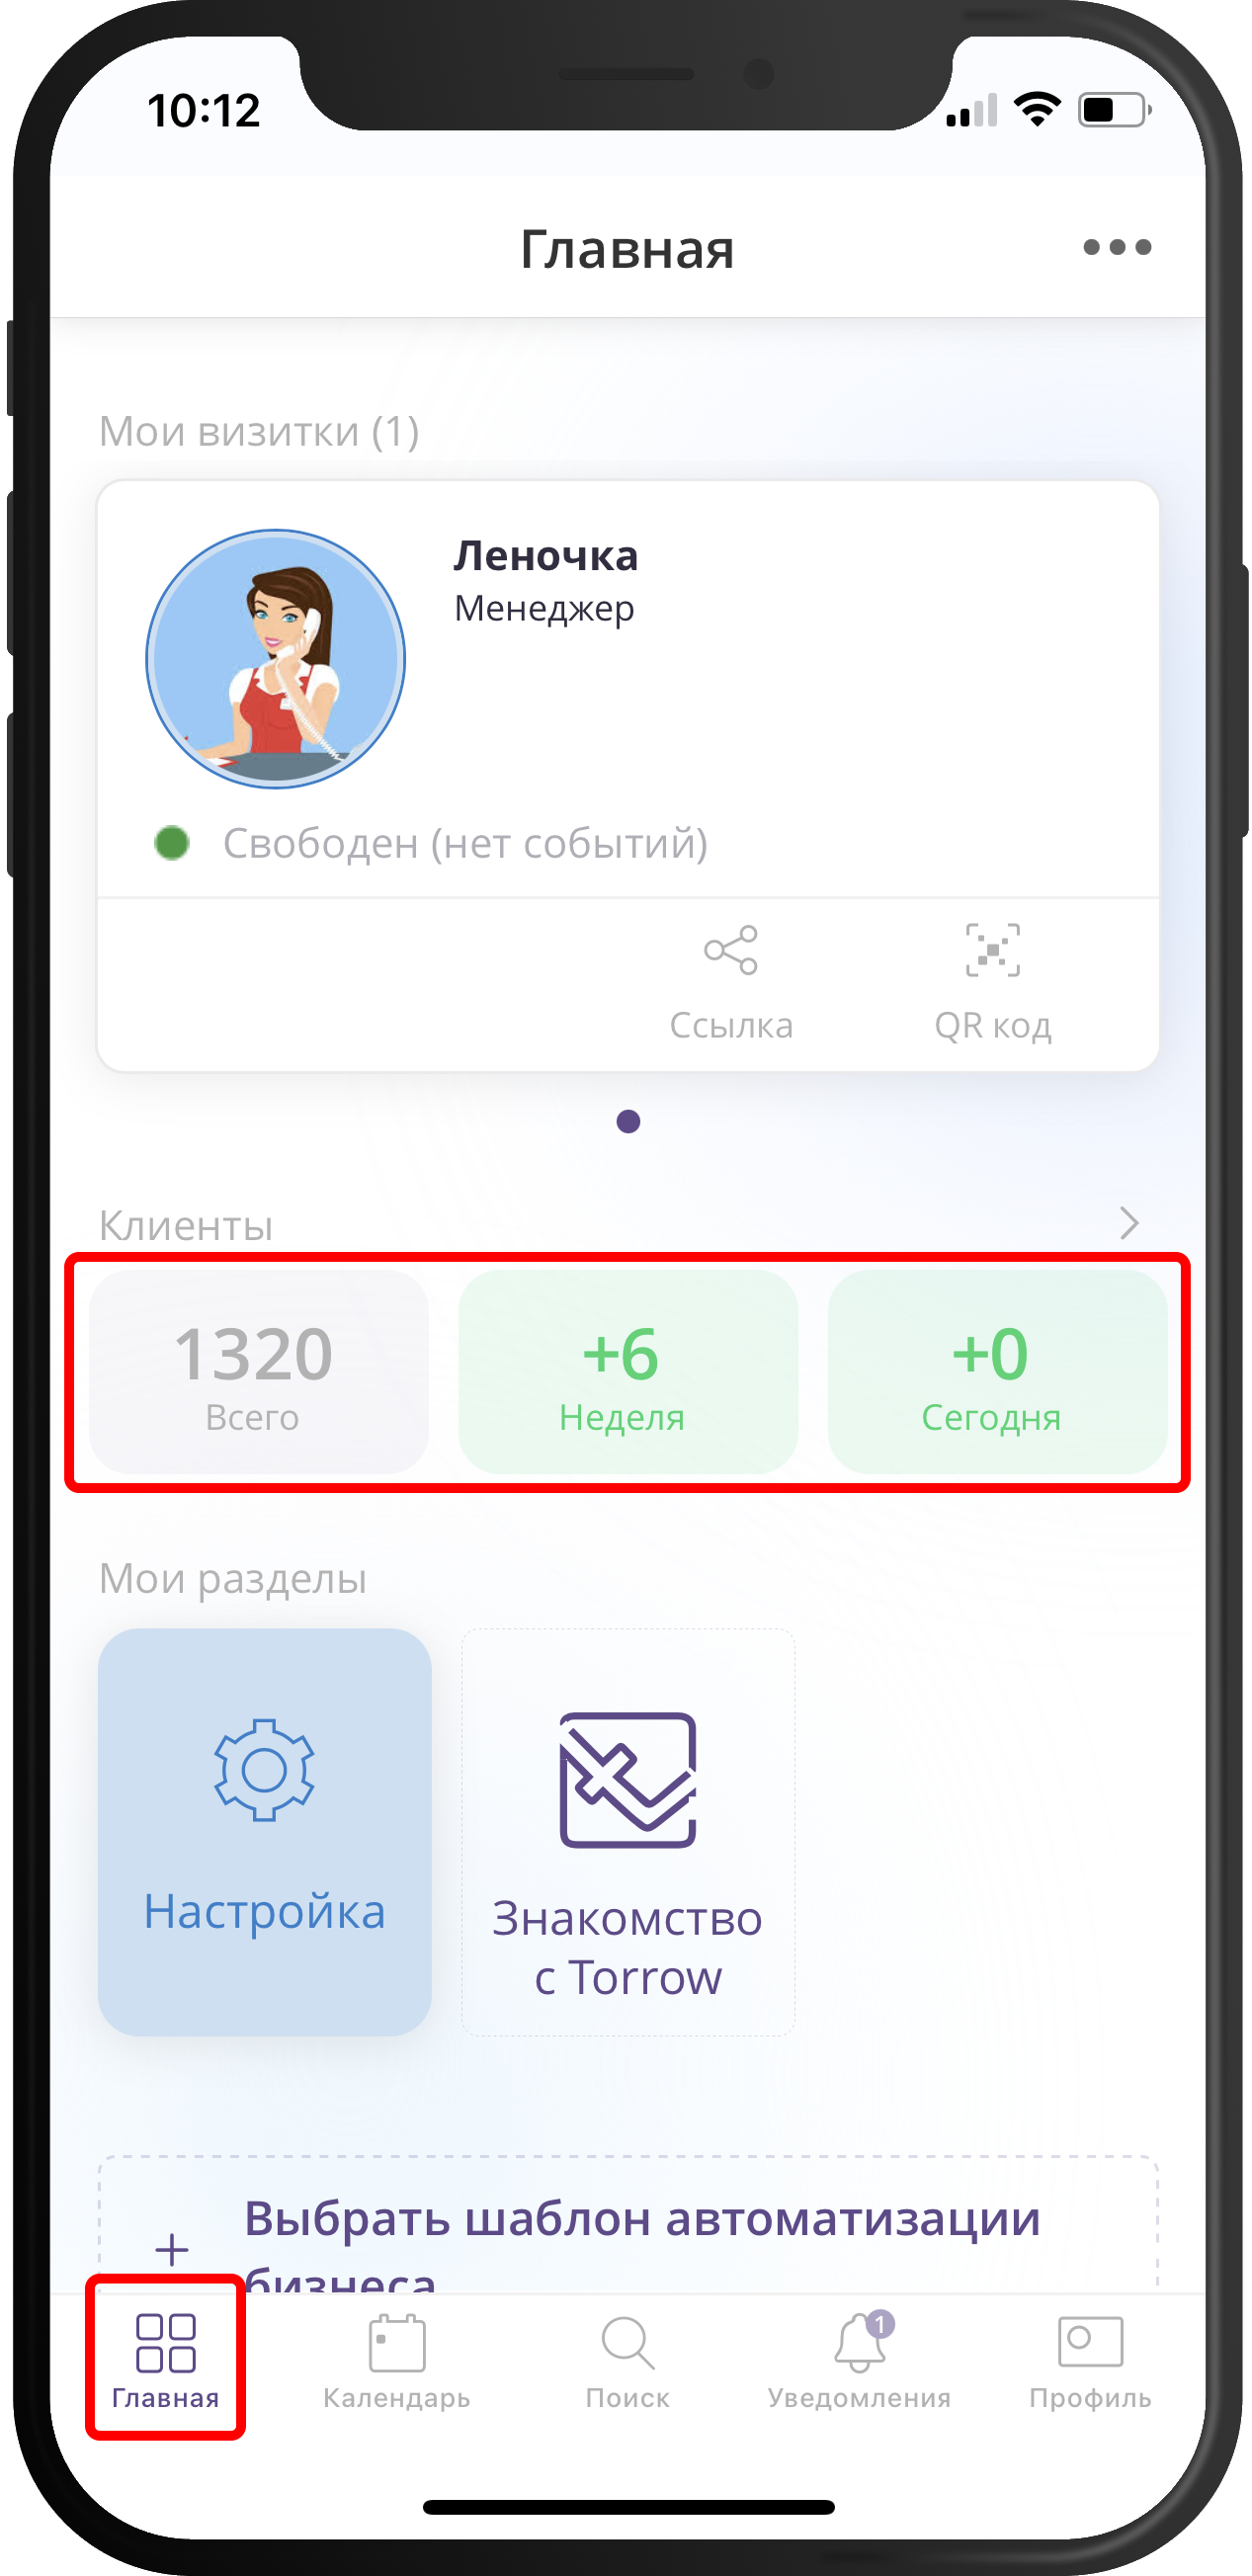 10:12
Главная
Мои визитки (1)
Леночка
Менеджер
Свободен (нет событий)
Ссылка
QR код
Клиенты
1320
Всего
+6
Неделя
+0
Сегодня
Мои разделы
Настройка
Знакомство
с Torrow
Выбрать шаблон автоматизации
бизнеса
1
Главная
Календарь
Поиск
Уведомления
Профиль